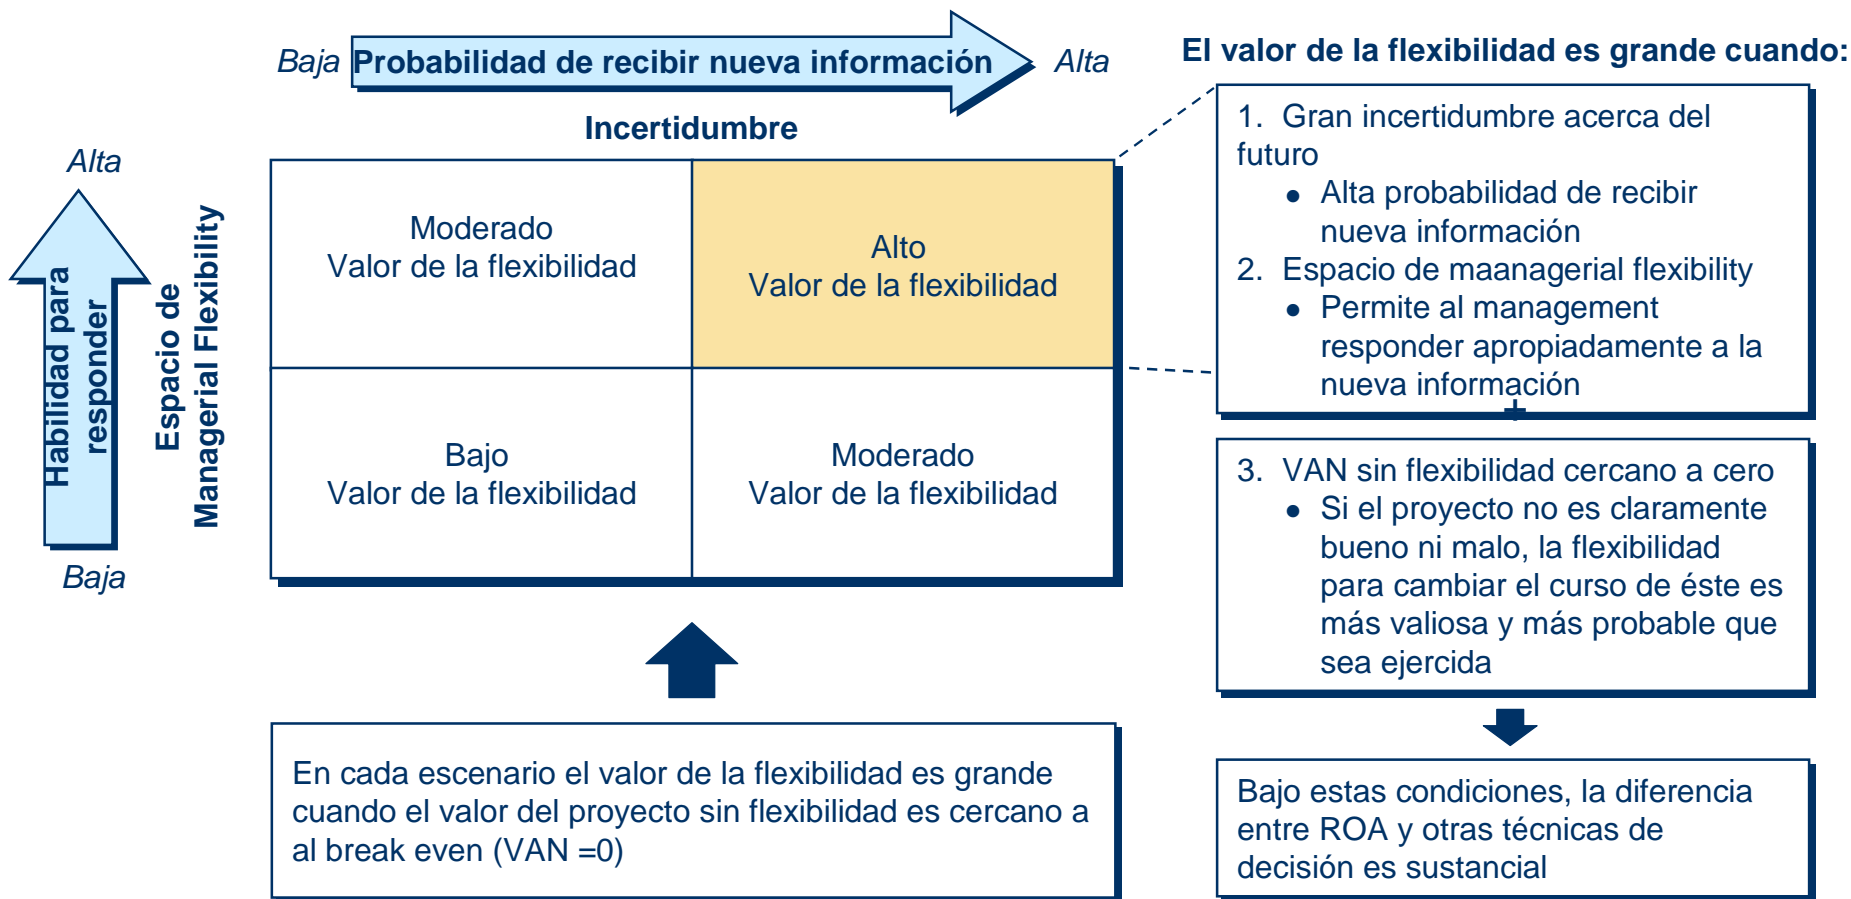 Baja
Probabilidad de recibir nueva información
Alta
Incertidumbre
Alta
Habilidad para
responder
Baja
Espacio de
Managerial Flexibility
Moderado
Valor de la flexibilidad
Alto
Valor de la flexibilidad
Bajo
Valor de la flexibilidad
Moderado
Valor de la flexibilidad
En cada escenario el valor de la flexibilidad es grande
cuando el valor del proyecto sin flexibilidad es cercano a
al break even (VAN =0)
El valor de la flexibilidad es grande cuando:
1. Gran incertidumbre acerca del
futuro
● Alta probabilidad de recibir
nueva información
2. Espacio de maanagerial flexibility
● Permite al management
responder apropiadamente a la
nueva información
+
3. VAN sin flexibilidad cercano a cero
● Si el proyecto no es claramente
bueno ni malo, la flexibilidad
para cambiar el curso de éste es
más valiosa y más probable que
sea ejercida
Bajo estas condiciones, la diferencia
entre ROA y otras técnicas de
decisión es sustancial